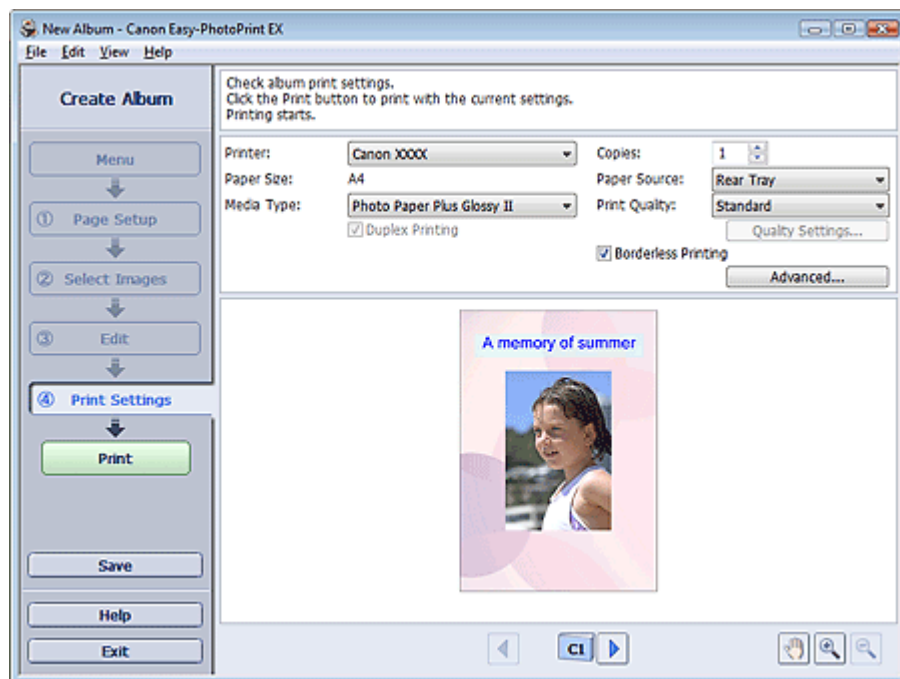 New Album - Canon Easy-PhotoPrint EX
File Edit View Help
Create Album
Menu
① Page Setup
② Select Images
③ Edit
④ Print Settings
Print
Save
Help
Exit
Check album print settings.
Click the Print button to print with the current settings.
Printing starts.
Printer: Canon XXXX
Copies: 1
Paper Size: A4
Paper Source: Rear Tray
Media Type: Photo Paper Plus Glossy II
Print Quality: Standard
Duplex Printing
Quality Settings...
Borderless Printing
Advanced...
A memory of summer
C1